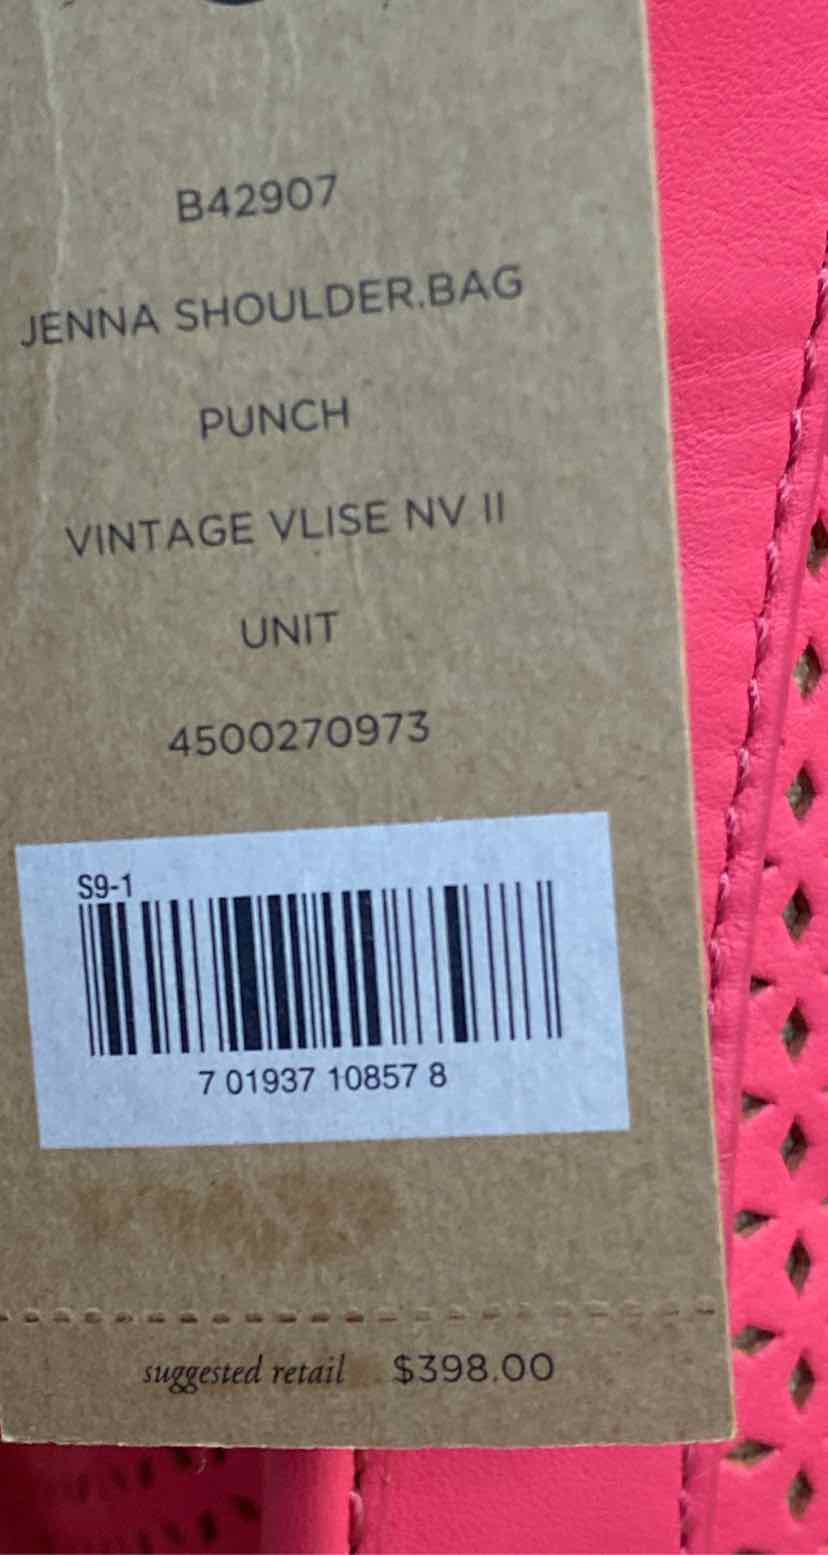 B42907
JENNA SHOULDER.BAG
PUNCH
VINTAGE VLISE NV II
UNIT
4500270973
S9-1
7 01937 10857 8
suggested retail $398.00